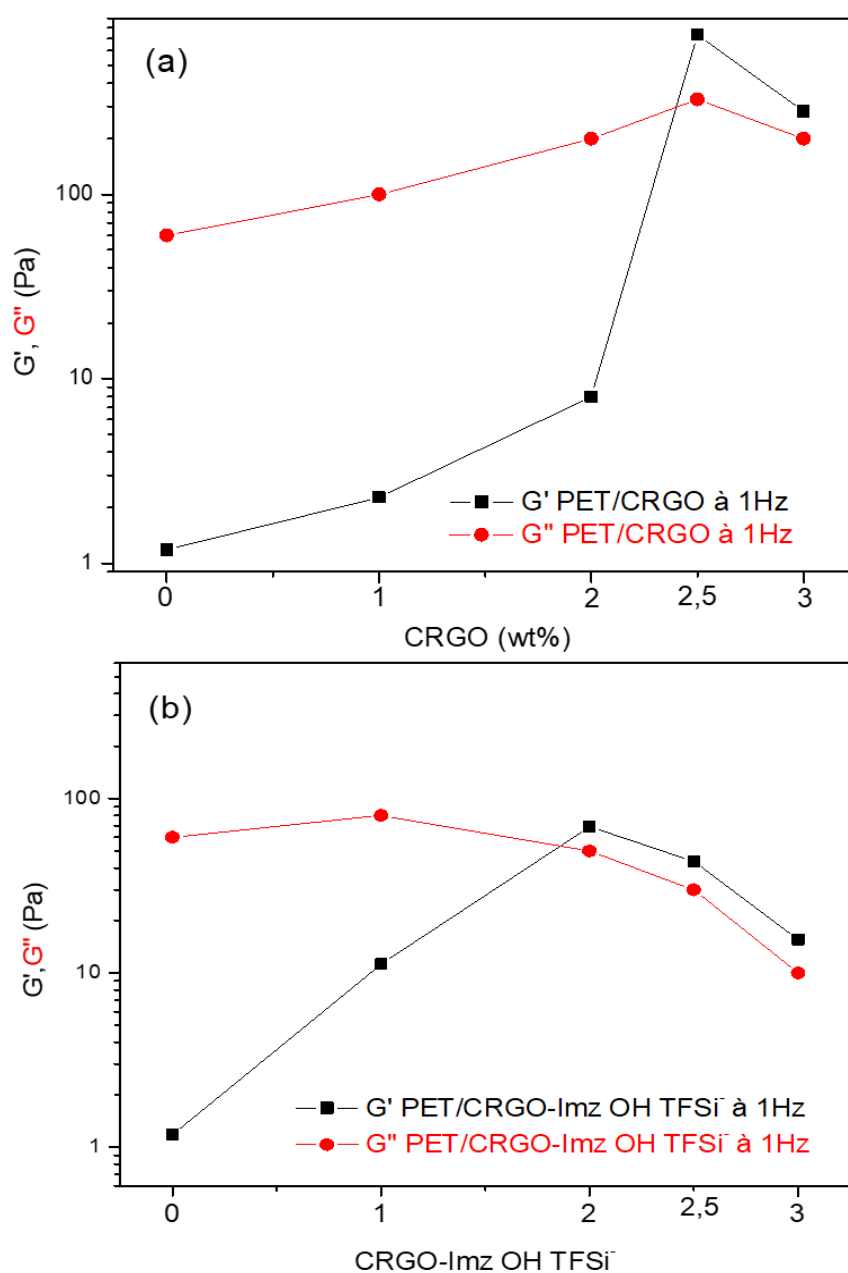 (a)
G', G" (Pa)
100
10
1
G' PET/CRGO à 1Hz
G" PET/CRGO à 1Hz
0 1 2 2,5 3
CRGO (wt%)
(b)
G',G" (Pa)
100
10
1
G' PET/CRGO-Imz OH TFSi⁻ à 1Hz
G" PET/CRGO-Imz OH TFSi⁻ à 1Hz
0 1 2 2,5 3
CRGO-Imz OH TFSi⁻